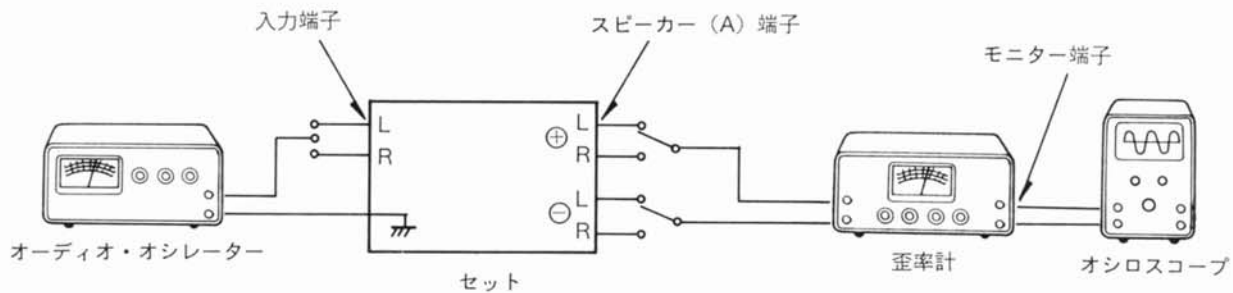 入力端子
スピーカー（A）端子
モニター端子
L
R
⊕
L
R
⊖
L
R
オーディオ・オシレーター
セット
歪率計
オシロスコープ